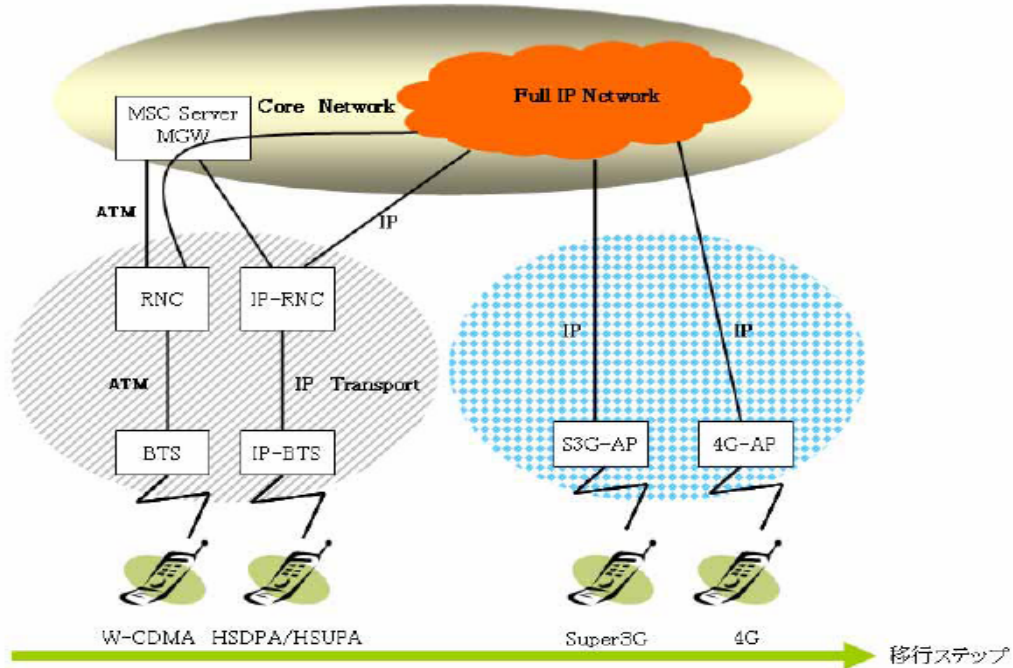 Full IP Network
Core Network
MSC Server
MGW
ATM
IP
RNC
IP-RNC
IP
IP
ATM
IP Transport
BTS
IP-BTS
S3G-AP
4G-AP
W-CDMA
HSDPA/HSUPA
Super3G
4G
移行ステップ